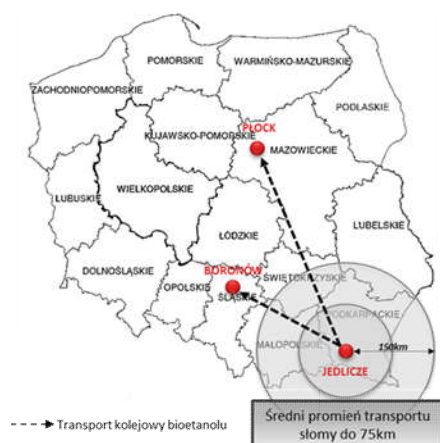 POMORSKIE
WARMIŃSKO-MAZURSKIE
ZACHODNIOPOMORSKIE
PODLASKIE
KUJAWSKO-POMORSKIE
PŁOCK
MAZOWIECKIE
WIELKOPOLSKIE
LUBUSKIE
ŁÓDZKIE
LUBELSKIE
DOLNOŚLĄSKIE
BORONÓW
ŚWIĘTOKRZYSKIE
OPOLSKIE
ŚLĄSKIE
PODKARPACKIE
MAŁOPOLSKIE
150km
JEDLICZE
Transport kolejowy bioetanolu
Średni promień transportu
słomy do 75km